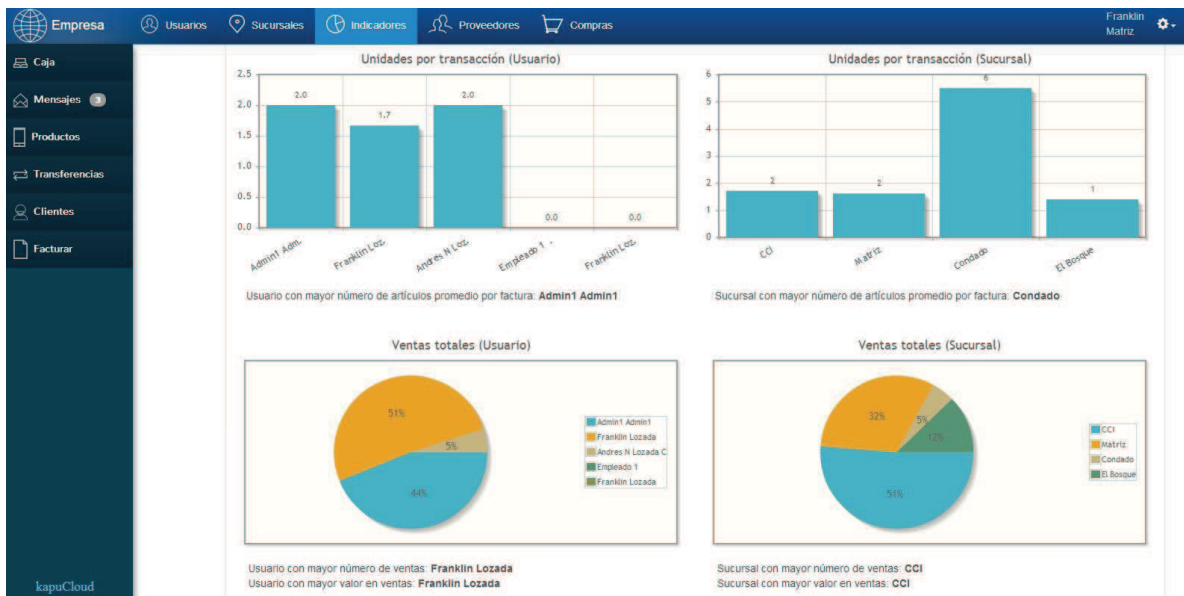 Empresa
Usuarios
Sucursales
Indicadores
Proveedores
Compras
Franklin
Matriz
Caja
Mensajes 3
Productos
Transferencias
Clientes
Facturar
kapuCloud
Unidades por transacción (Usuario)
2.5
2.0
1.5
1.0
0.5
0.0
2.0
1.7
2.0
0.0
0.0
Admin1 Adm.
Franklin Loz.
Andres N Loz.
Empleado 1 .
Franklin Loz.
Usuario con mayor número de artículos promedio por factura: Admin1 Admin1
Unidades por transacción (Sucursal)
6
5
4
3
2
1
0
2
2
6
1
CCI
Matriz
Condado
El Bosque
Sucursal con mayor número de artículos promedio por factura: Condado
Ventas totales (Usuario)
51%
5%
44%
Admin1 Admin1
Franklin Lozada
Andres N Lozada C
Empleado 1
Franklin Lozada
Usuario con mayor número de ventas: Franklin Lozada
Usuario con mayor valor en ventas: Franklin Lozada
Ventas totales (Sucursal)
32%
5%
12%
51%
CCI
Matriz
Condado
El Bosque
Sucursal con mayor número de ventas: CCI
Sucursal con mayor valor en ventas: CCI